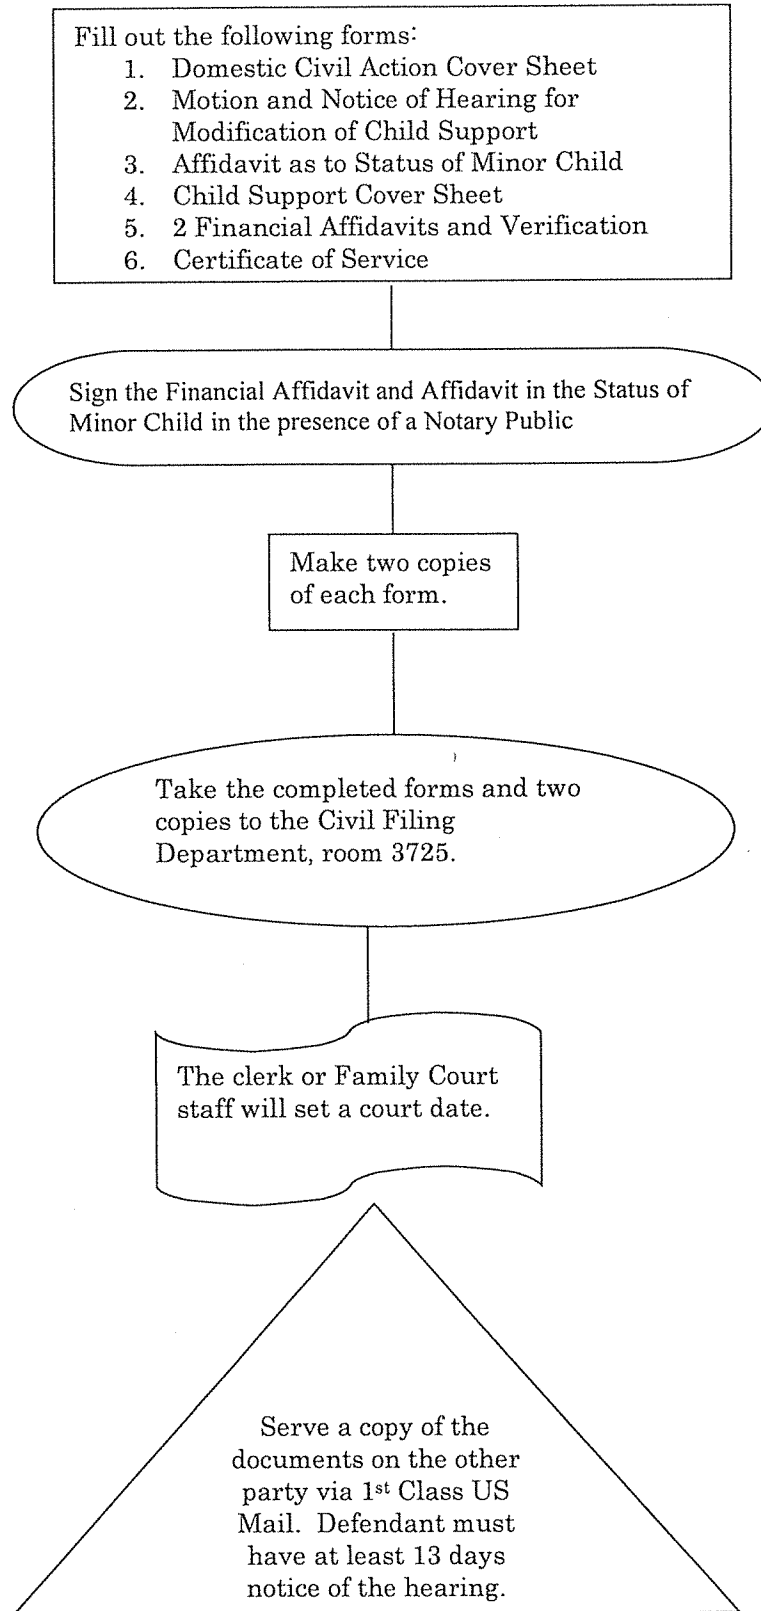 Fill out the following forms:
1. Domestic Civil Action Cover Sheet
2. Motion and Notice of Hearing for
Modification of Child Support
3. Affidavit as to Status of Minor Child
4. Child Support Cover Sheet
5. 2 Financial Affidavits and Verification
6. Certificate of Service
Sign the Financial Affidavit and Affidavit in the Status of
Minor Child in the presence of a Notary Public
Make two copies
of each form.
Take the completed forms and two
copies to the Civil Filing
Department, room 3725.
The clerk or Family Court
staff will set a court date.
Serve a copy of the
documents on the other
party via 1st Class US
Mail. Defendant must
have at least 13 days
notice of the hearing.